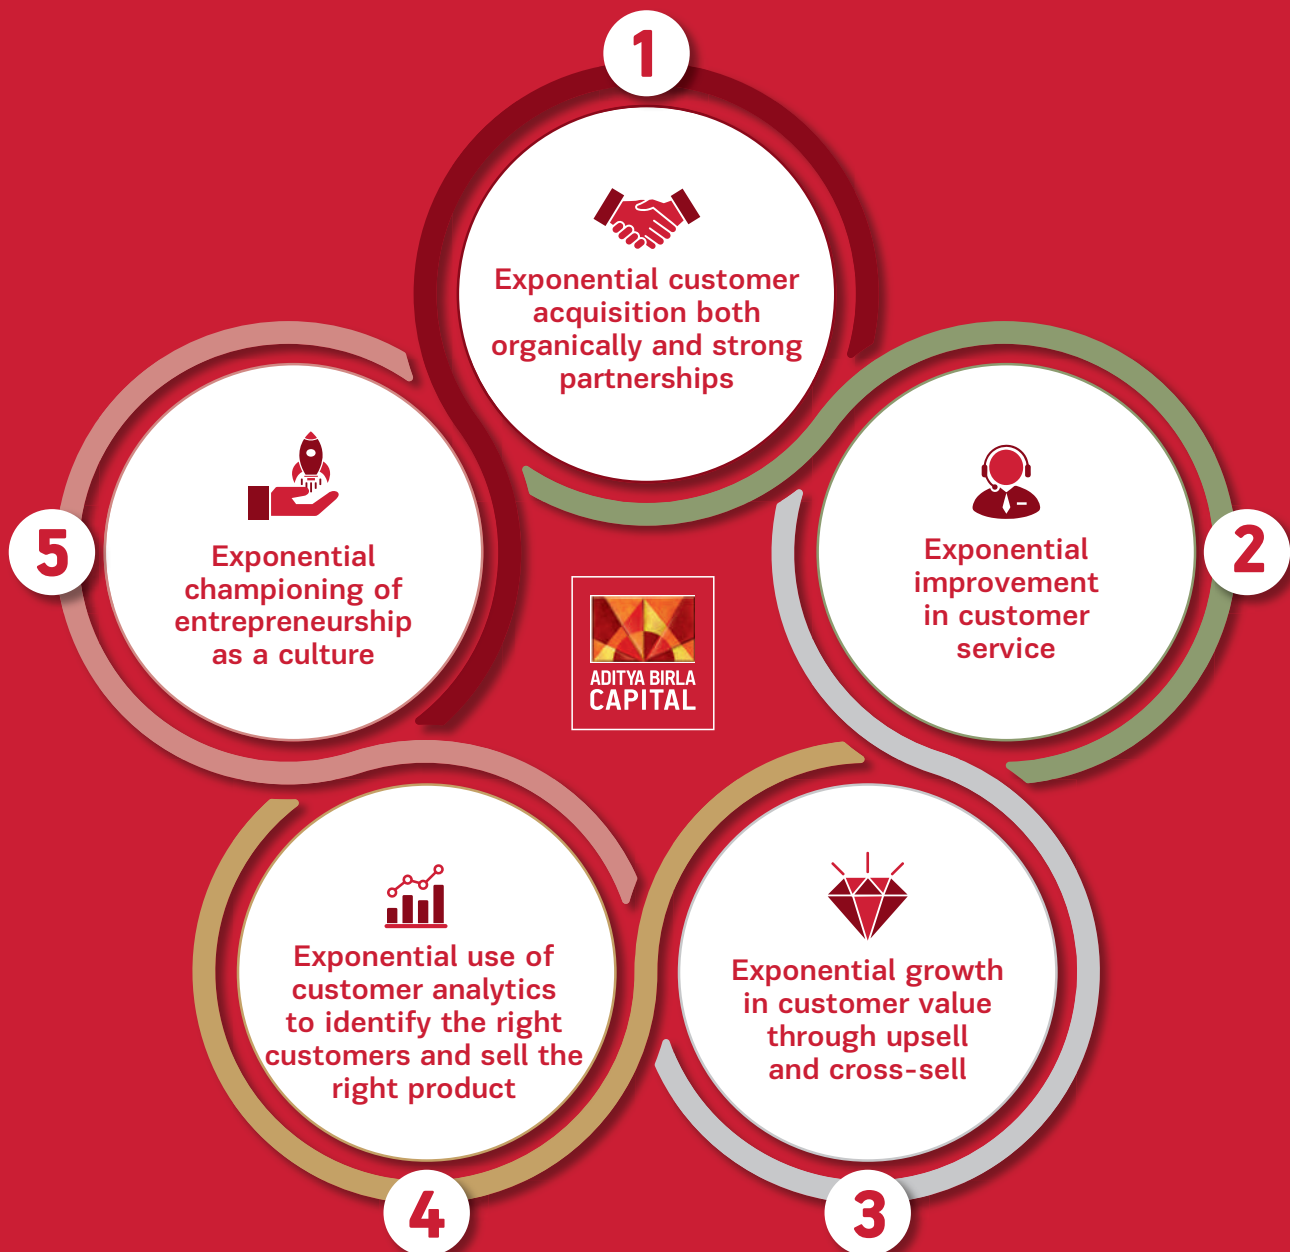 1
Exponential customer
acquisition both
organically and strong
partnerships
2
Exponential
improvement
in customer
service
3
Exponential growth
in customer value
through upsell
and cross-sell
4
Exponential use of
customer analytics
to identify the right
customers and sell the
right product
5
Exponential
championing of
entrepreneurship
as a culture
ADITYA BIRLA
CAPITAL